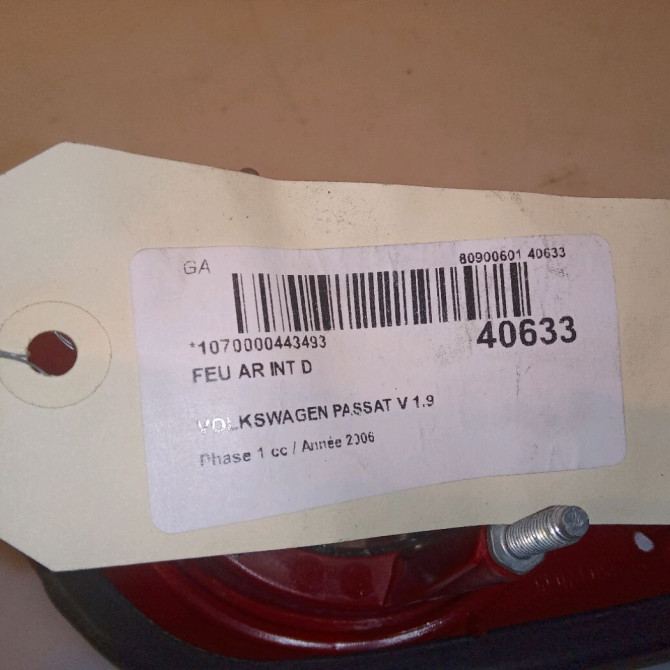 GA
80900601 40633
*1070000443493
40633
FEU AR INT D
VOLKSWAGEN PASSAT V 1.9
Phase 1 cc / Année 2006